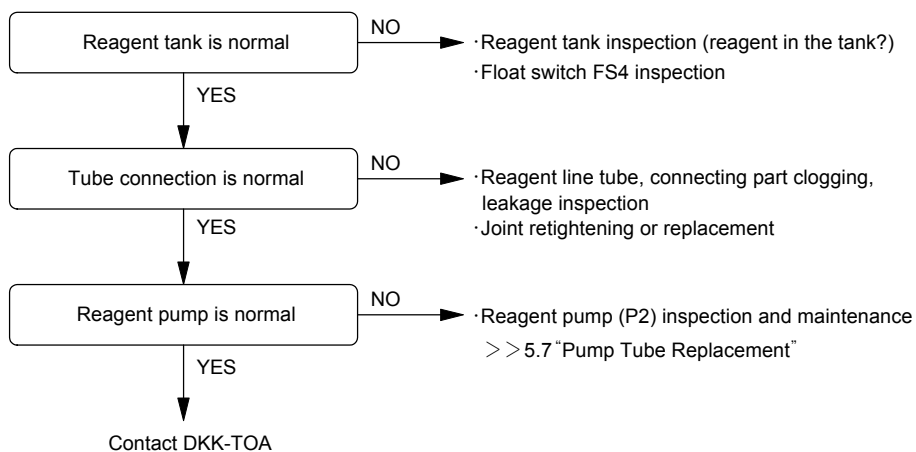 Reagent tank is normal
NO
·Reagent tank inspection (reagent in the tank?)
·Float switch FS4 inspection
YES
Tube connection is normal
NO
·Reagent line tube, connecting part clogging,
leakage inspection
·Joint retightening or replacement
YES
Reagent pump is normal
NO
·Reagent pump (P2) inspection and maintenance
>>5.7 “Pump Tube Replacement”
YES
Contact DKK-TOA